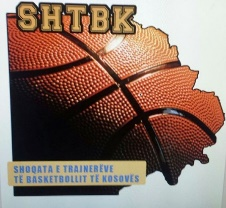 SHTBK
SHOQATA E TRAJNERËVE
TË BASKETBOLLIT TË KOSOVËS